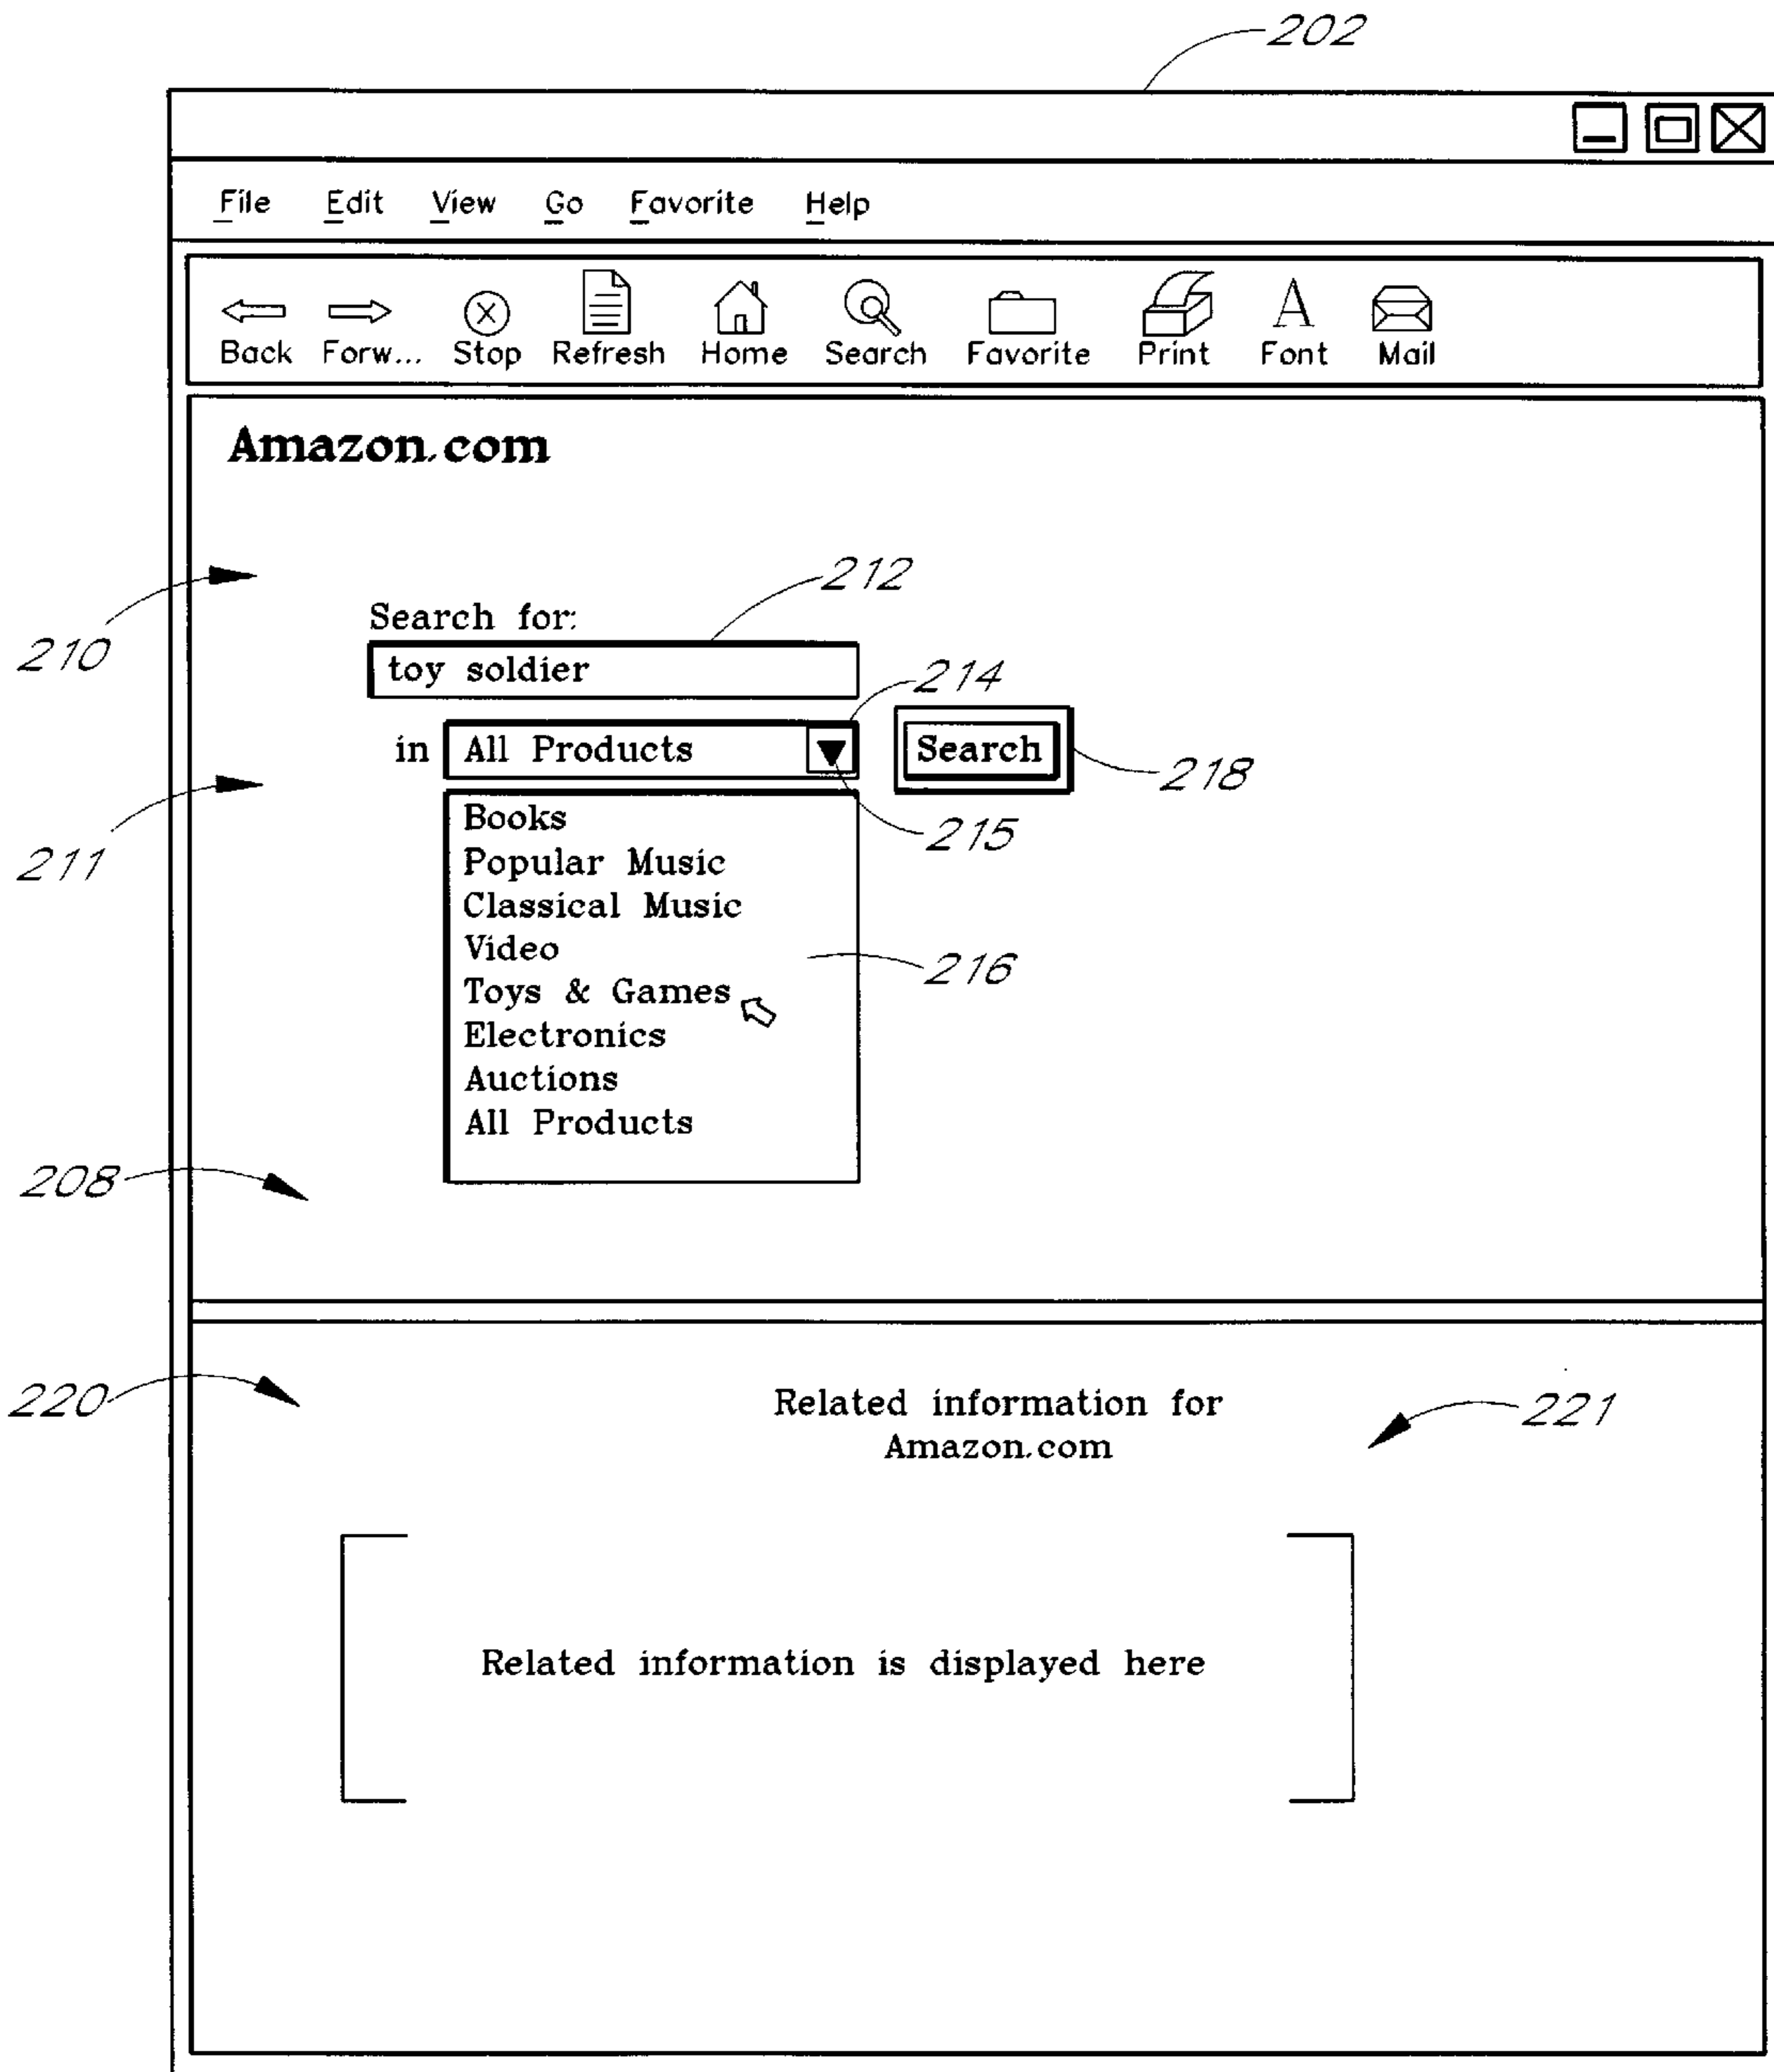 202
File Edit View Go Favorite Help
Back Forw... Stop Refresh Home Search Favorite A Font Print Mail
Amazon.com
210
212
Search for:
toy soldier
214
in All Products Search
218
211
215
Books
Popular Music
Classical Music
Video
216
Toys & Games
Electronics
Auctions
All Products
208
220
Related information for
Amazon.com
221
Related information is displayed here